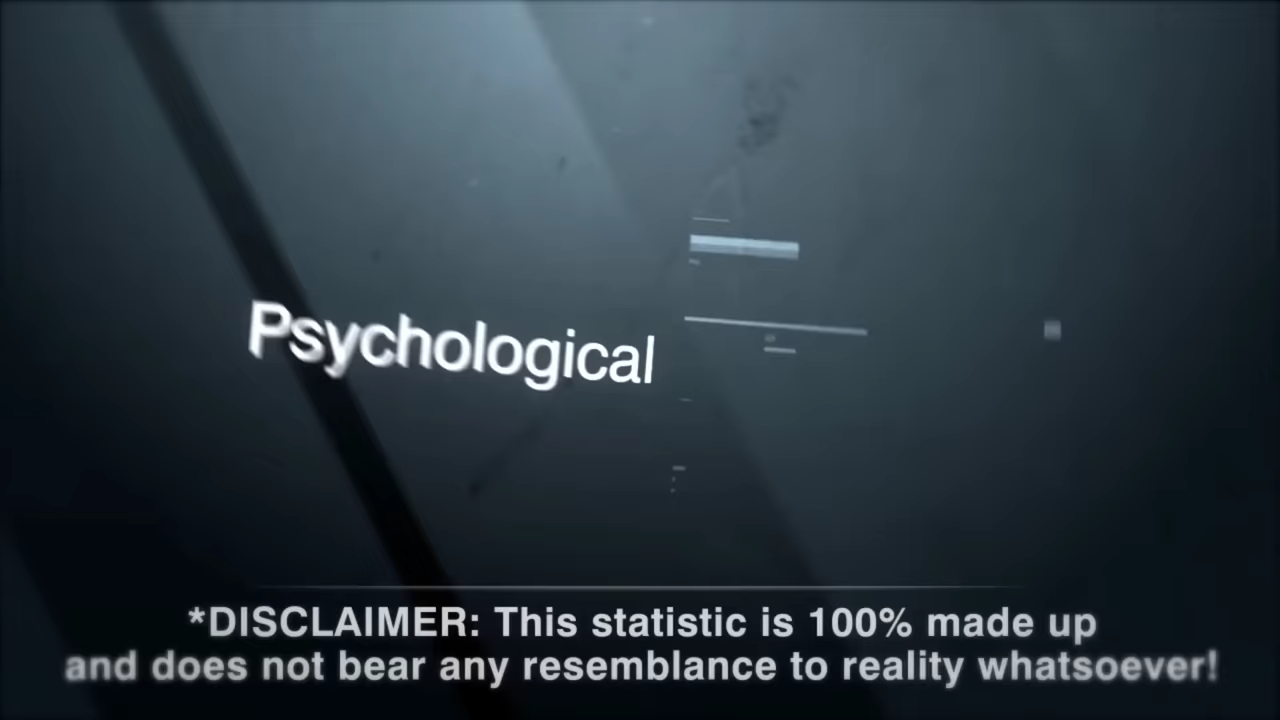 Psychological
*DISCLAIMER: This statistic is 100% made up
and does not bear any resemblance to reality whatsoever!